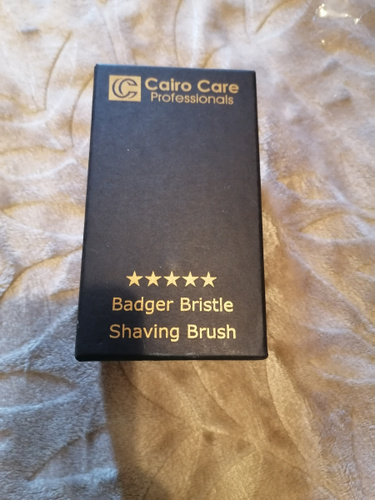 Cairo Care
Professionals
Badger Bristle
Shaving Brush